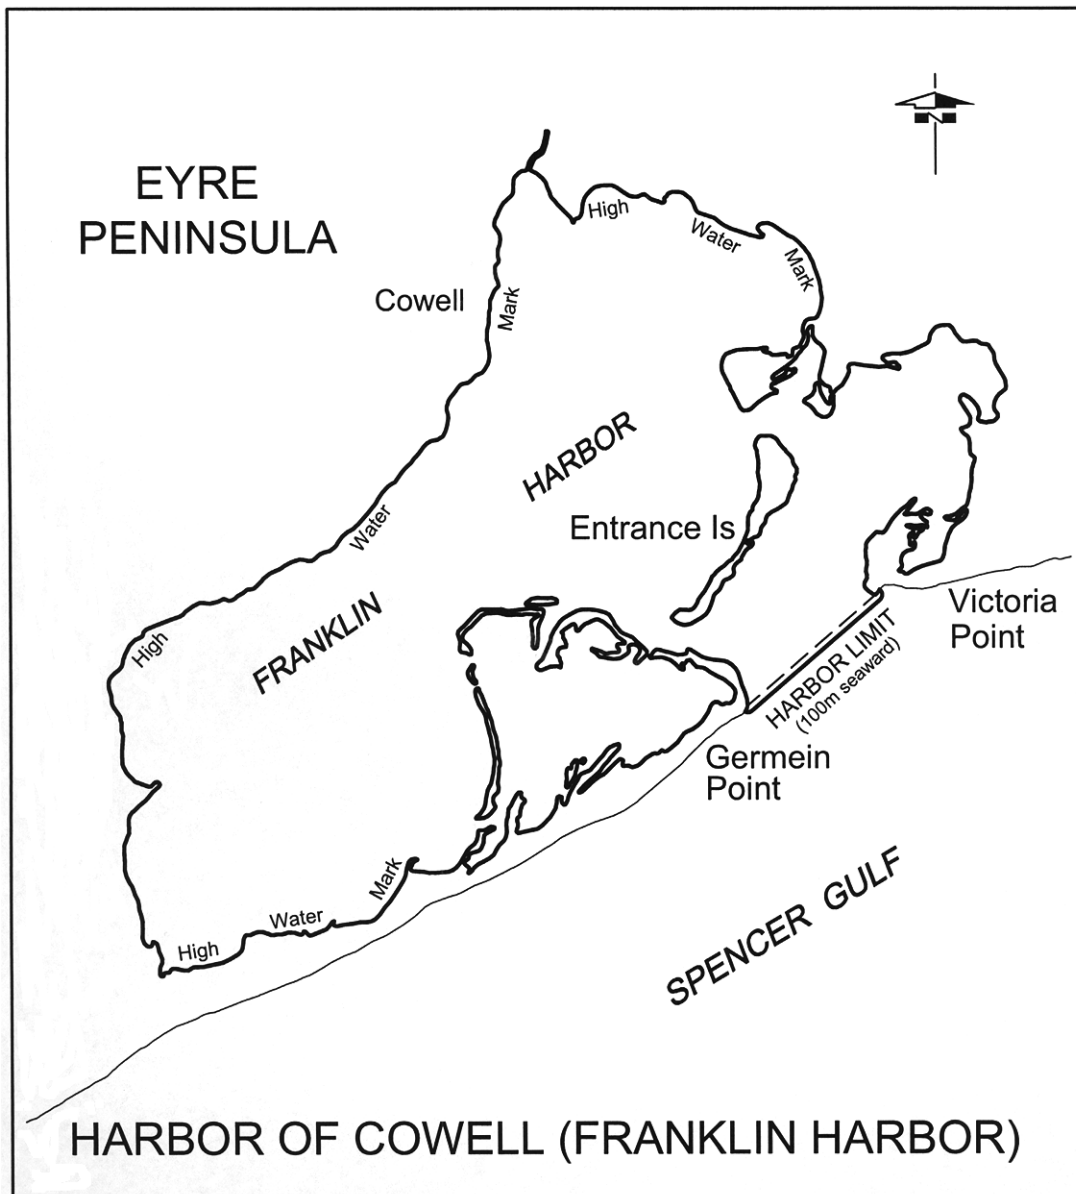 EYRE
PENINSULA
N
High
Water
Mark
Cowell
Mark
HARBOR
Water
Entrance Is
High
FRANKLIN
Victoria
Point
HARBOR LIMIT
(100m seaward)
Germein
Point
Mark
Water
High
SPENCER GULF
HARBOR OF COWELL (FRANKLIN HARBOR)